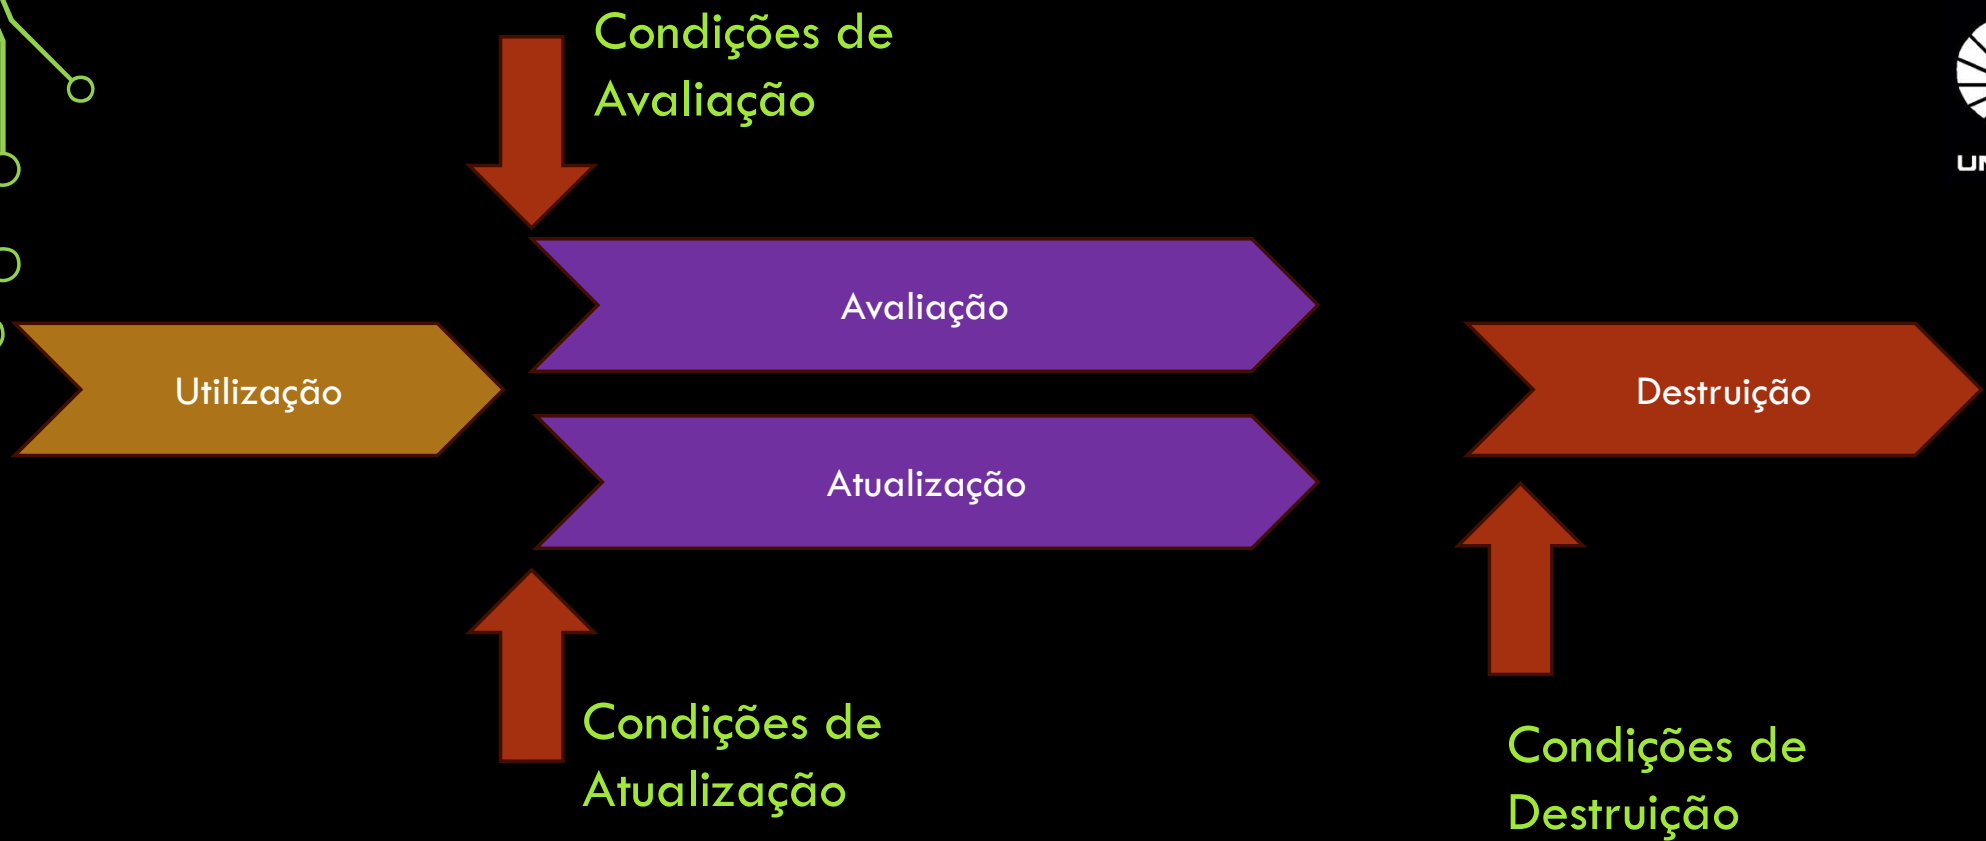 Condições de
Avaliação
Avaliação
Utilização
Destruição
Atualização
Condições de
Atualização
Condições de
Destruição